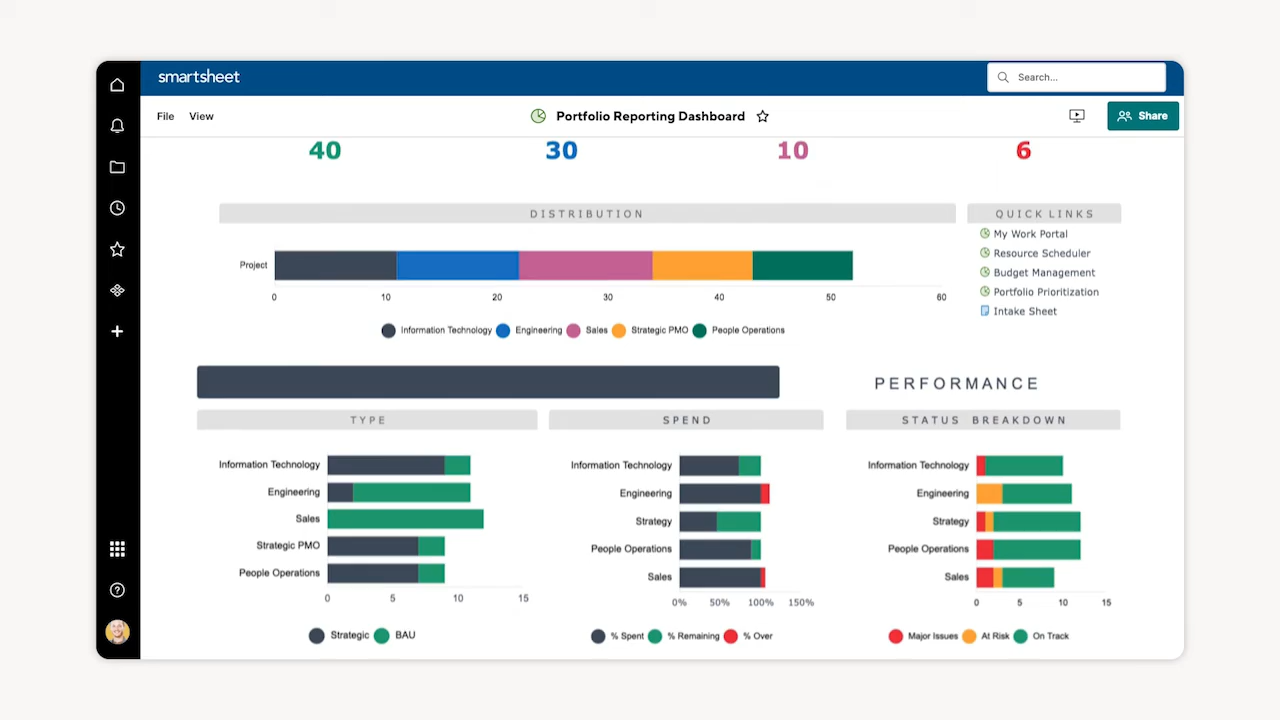 smartsheet
Search...
File View
Portfolio Reporting Dashboard
Share
40 30 10 6
DISTRIBUTION
QUICK LINKS
My Work Portal
Resource Scheduler
Budget Management
Portfolio Prioritization
Intake Sheet
Project
0 10 20 30 40 50 60
Information Technology Engineering Sales Strategic PMO People Operations
PERFORMANCE
TYPE
Information Technology
Engineering
Sales
Strategic PMO
People Operations
0 5 10 15
Strategic BAU
SPEND
Information Technology
Engineering
Strategy
People Operations
Sales
0% 50% 100% 150%
% Spent % Remaining % Over
STATUS BREAKDOWN
Information Technology
Engineering
Strategy
People Operations
Sales
0 5 10 15
Major Issues At Risk On Track